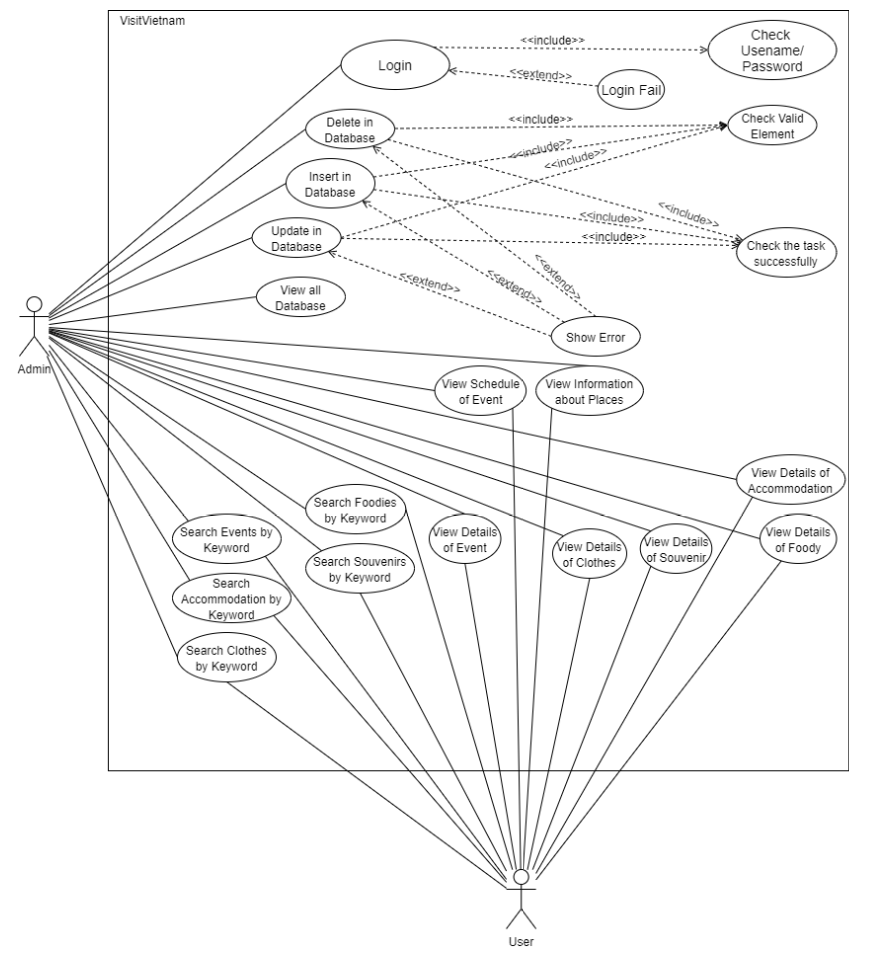 VisitVietnam
Check
Usename/
Password
<<include>>
Login
<<extend>>
Login Fail
Delete in
Database
<<include>>
Check Valid
Element
<<include>>
<<include>>
Insert in
Database
<<include>>
<<include>>
Update in
Database
<<include>>
Check the task
successfully
<<extend>>
<<extend>>
<<extend>>
View all
Database
Show Error
Admin
View Schedule
of Event
View Information
about Places
View Details of
Accommodation
Search Foodies
by Keyword
Search Events by
Keyword
View Details
of Event
View Details
of Clothes
View Details
of Souvenir
View Details
of Foody
Search Souvenirs
by Keyword
Search
Accommodation by
Keyword
Search Clothes
by Keyword
User